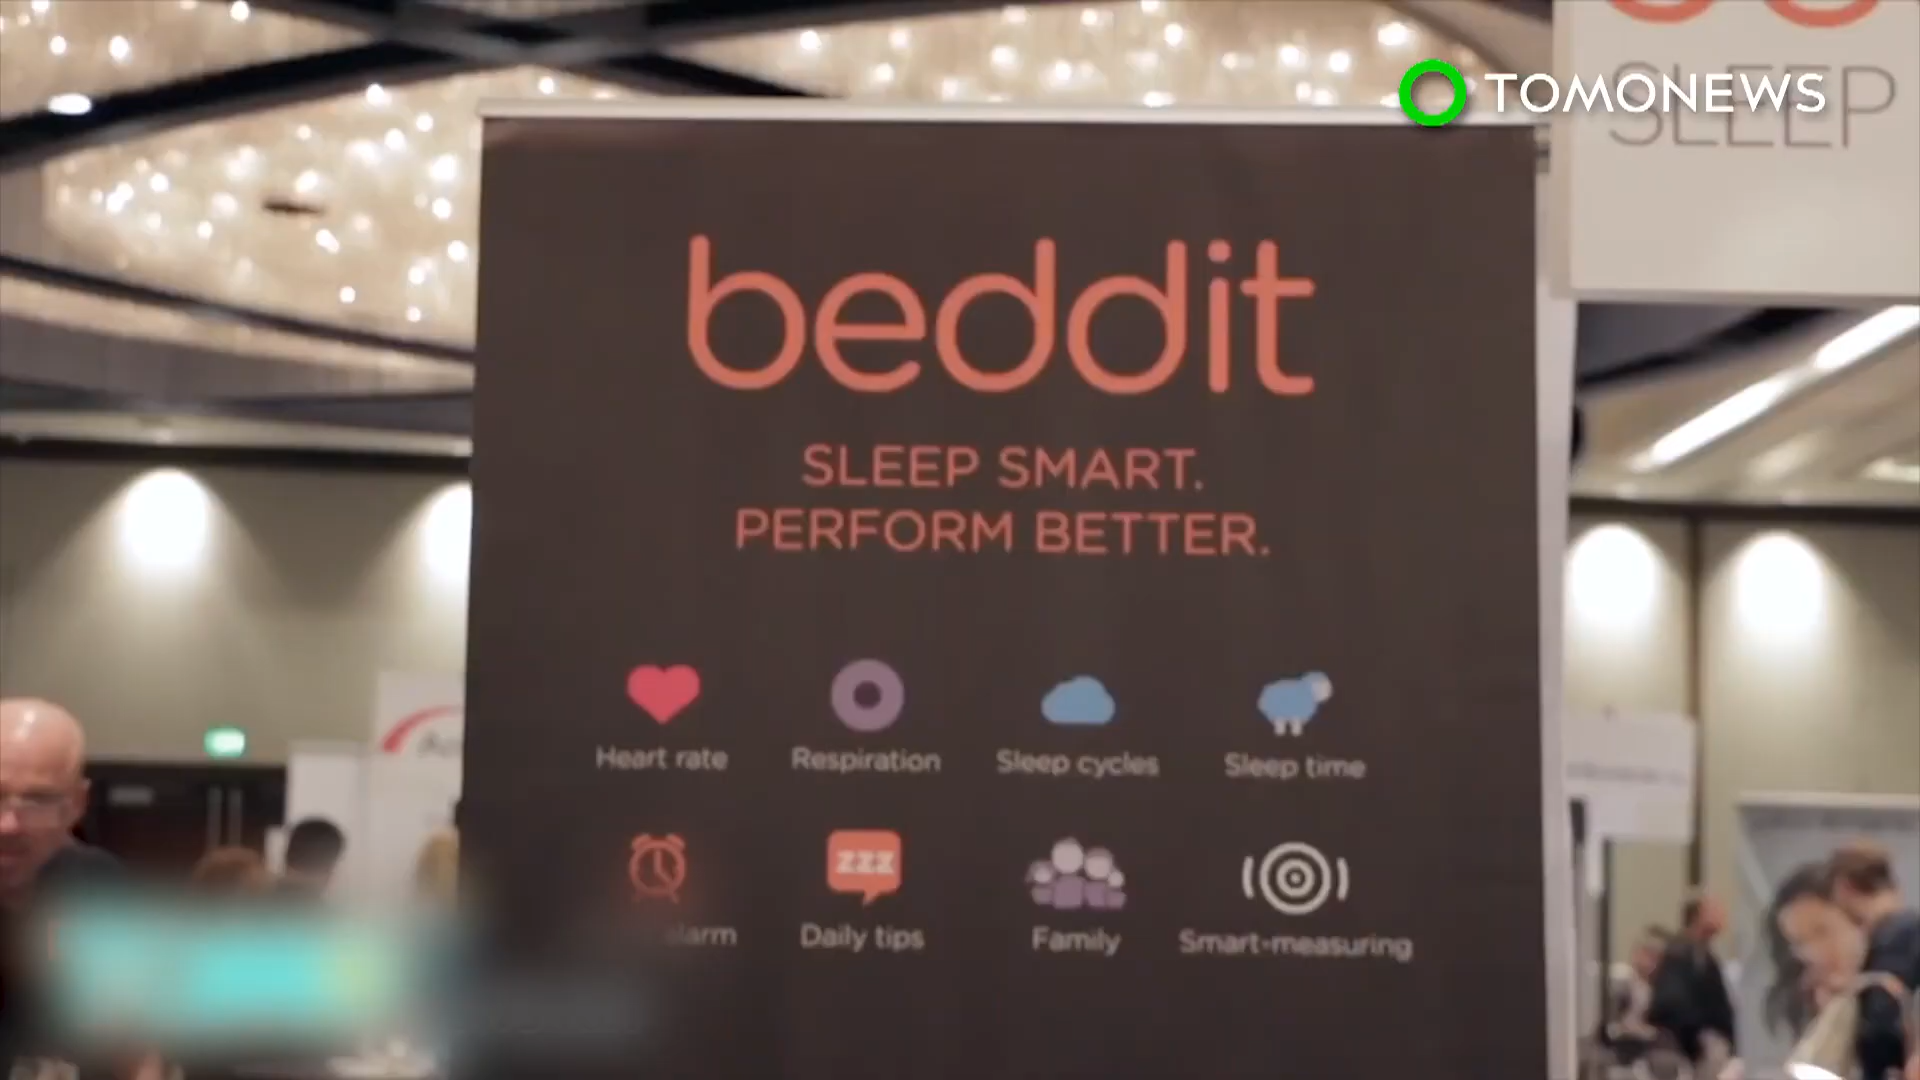 TOMONEWS
SLEEP
beddit
SLEEP SMART.
PERFORM BETTER.
Heart rate
Respiration
Sleep cycles
Sleep time
zzz
alarm
Daily tips
Family
Smart-measuring